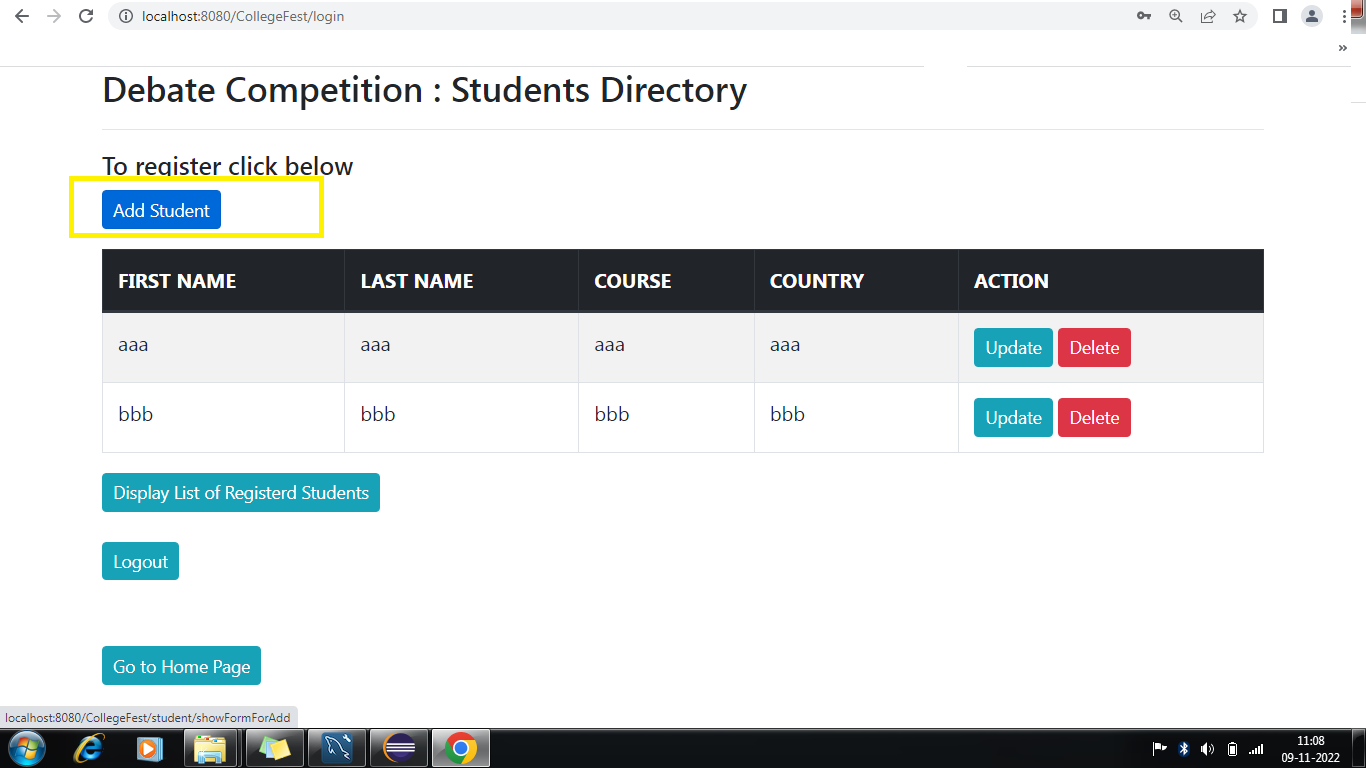 localhost:8080/CollegeFest/login
»
Debate Competition : Students Directory
To register click below
Add Student
FIRST NAME LAST NAME COURSE COUNTRY ACTION
aaa aaa aaa aaa Update Delete
bbb bbb bbb bbb Update Delete
Display List of Registerd Students
Logout
Go to Home Page
localhost:8080/CollegeFest/student/showFormForAdd
11:08
09-11-2022